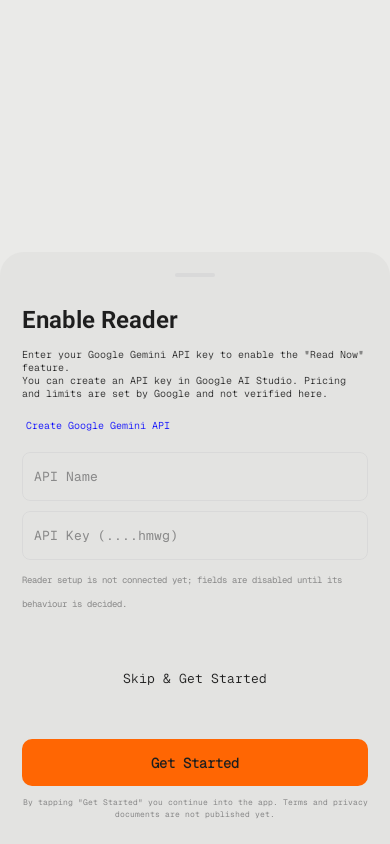 Enable Reader
Enter your Google Gemini API key to enable the "Read Now"
feature.
You can create an API key in Google AI Studio. Pricing
and limits are set by Google and not verified here.
Create Google Gemini API
API Name
API Key (....hmwg)
Reader setup is not connected yet; fields are disabled until its
behaviour is decided.
Skip & Get Started
Get Started
By tapping "Get Started" you continue into the app. Terms and privacy
documents are not published yet.